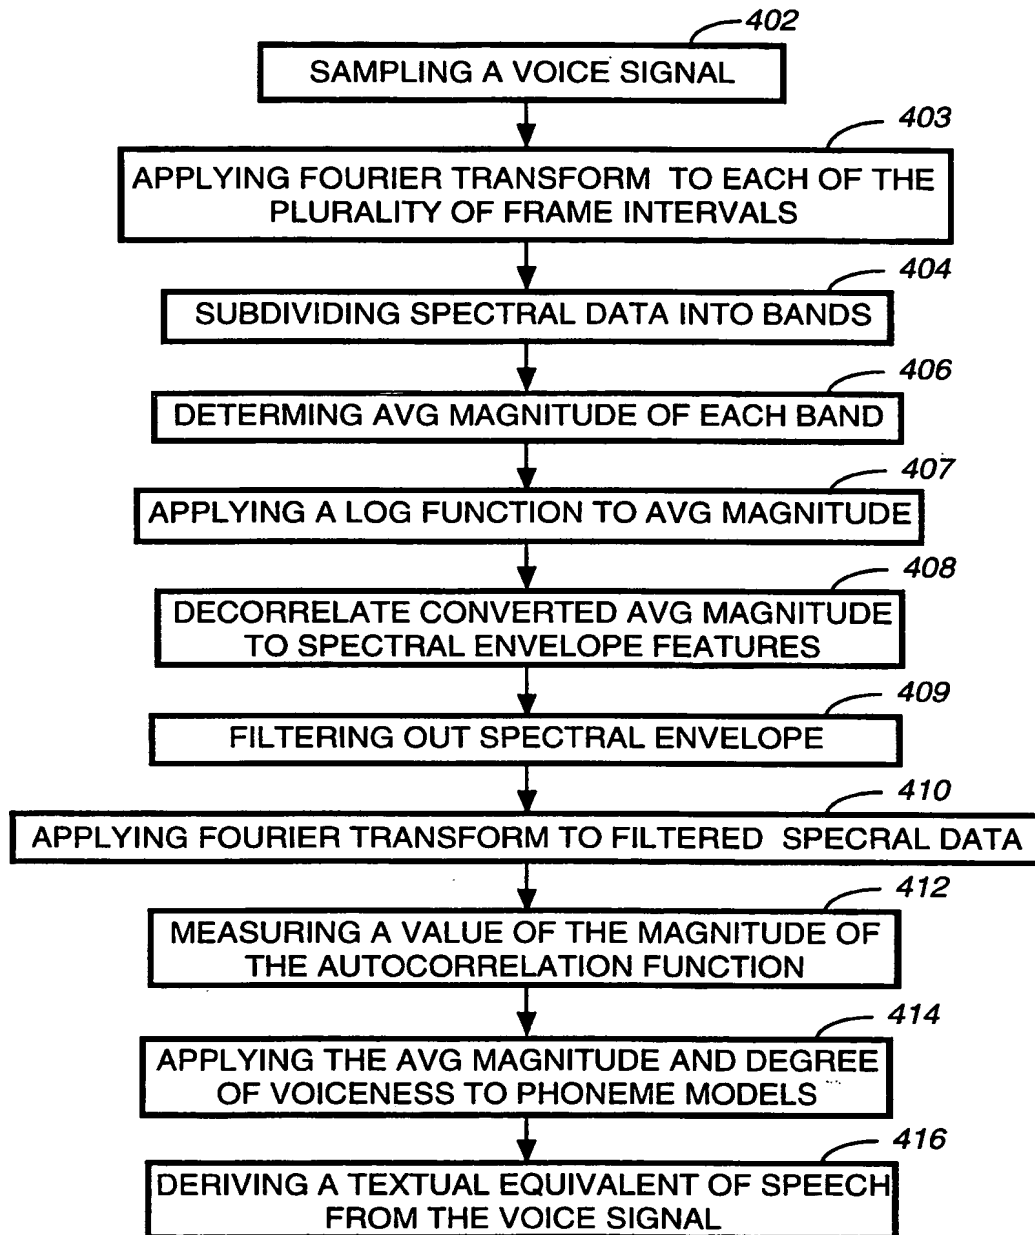 402
SAMPLING A VOICE SIGNAL
403
APPLYING FOURIER TRANSFORM TO EACH OF THE
PLURALITY OF FRAME INTERVALS
404
SUBDIVIDING SPECTRAL DATA INTO BANDS
406
DETERMING AVG MAGNITUDE OF EACH BAND
407
APPLYING A LOG FUNCTION TO AVG MAGNITUDE
408
DECORRELATE CONVERTED AVG MAGNITUDE
TO SPECTRAL ENVELOPE FEATURES
409
FILTERING OUT SPECTRAL ENVELOPE
410
APPLYING FOURIER TRANSFORM TO FILTERED SPECRAL DATA
412
MEASURING A VALUE OF THE MAGNITUDE OF
THE AUTOCORRELATION FUNCTION
414
APPLYING THE AVG MAGNITUDE AND DEGREE
OF VOICENESS TO PHONEME MODELS
416
DERIVING A TEXTUAL EQUIVALENT OF SPEECH
FROM THE VOICE SIGNAL